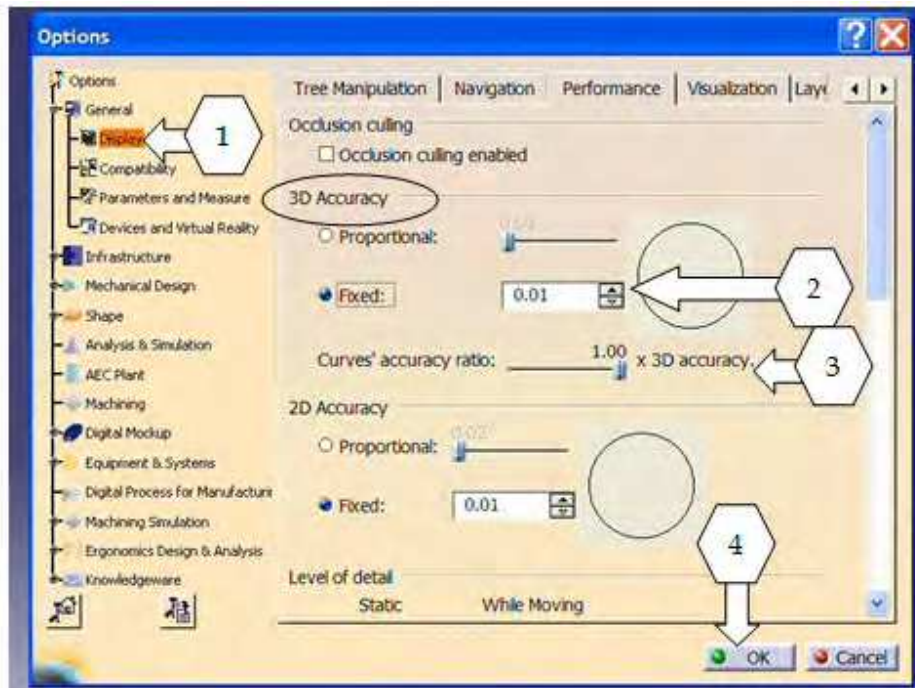 Options
Options
General
Display
Compatibility
Parameters and Measure
Devices and Virtual Reality
Infrastructure
Mechanical Design
Shape
Analysis & Simulation
AEC Plant
Machining
Digital Mockup
Equipment & Systems
Digital Process for Manufacturi
Machining Simulation
Ergonomics Design & Analysis
Knowledgeware
1
Tree Manipulation Navigation Performance Visualization Laye
Occlusion culling
Occlusion culling enabled
3D Accuracy
Proportional:
Fixed: 0.01
2
Curves' accuracy ratio: 1.00 x 3D accuracy.
3
2D Accuracy
Proportional: 0.02
Fixed: 0.01
4
Level of detail
Static While Moving
OK Cancel